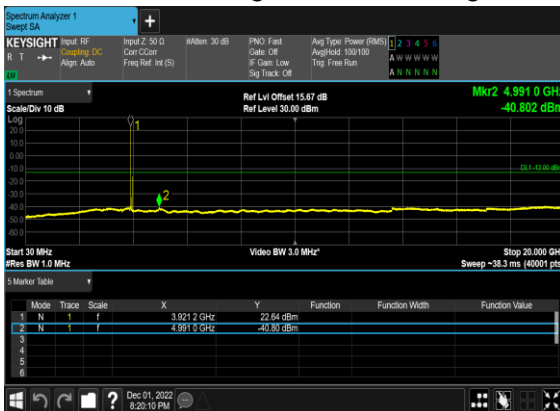 Spectrum Analyzer 1
Swept SA
KEYSIGHT
R T
LV
Input: RF
Coupling: DC
Align: Auto
Input Z: 50 Ω
Corr CCorr
Freq Ref: Int (S)
#Atten: 30 dB
PNO: Fast
Gate: Off
IF Gain: Low
Sig Track: Off
Avg Type: Power (RMS)
Avg|Hold: 100/100
Trig: Free Run
1 2 3 4 5 6
A W W W W W
A N N N N N
1 Spectrum
Scale/Div 10 dB
Ref Lvl Offset 15.67 dB
Ref Level 30.00 dBm
Mkr2 4.991 0 GHz
-40.802 dBm
Log
20.0
10.0
0.00
-10.0
-20.0
-30.0
-40.0
-50.0
-60.0
1
2
DL1 -13.00 dBm
Start 30 MHz
#Res BW 1.0 MHz
Video BW 3.0 MHz*
Stop 20.000 GH
Sweep ~38.3 ms (40001 pts
5 Marker Table
Mode Trace Scale X Y Function Function Width Function Value
1 N 1 f 3.921 2 GHz 22.64 dBm
2 N 1 f 4.991 0 GHz -40.80 dBm
3
4
5
6
?
Dec 01, 2022
8:20:10 PM